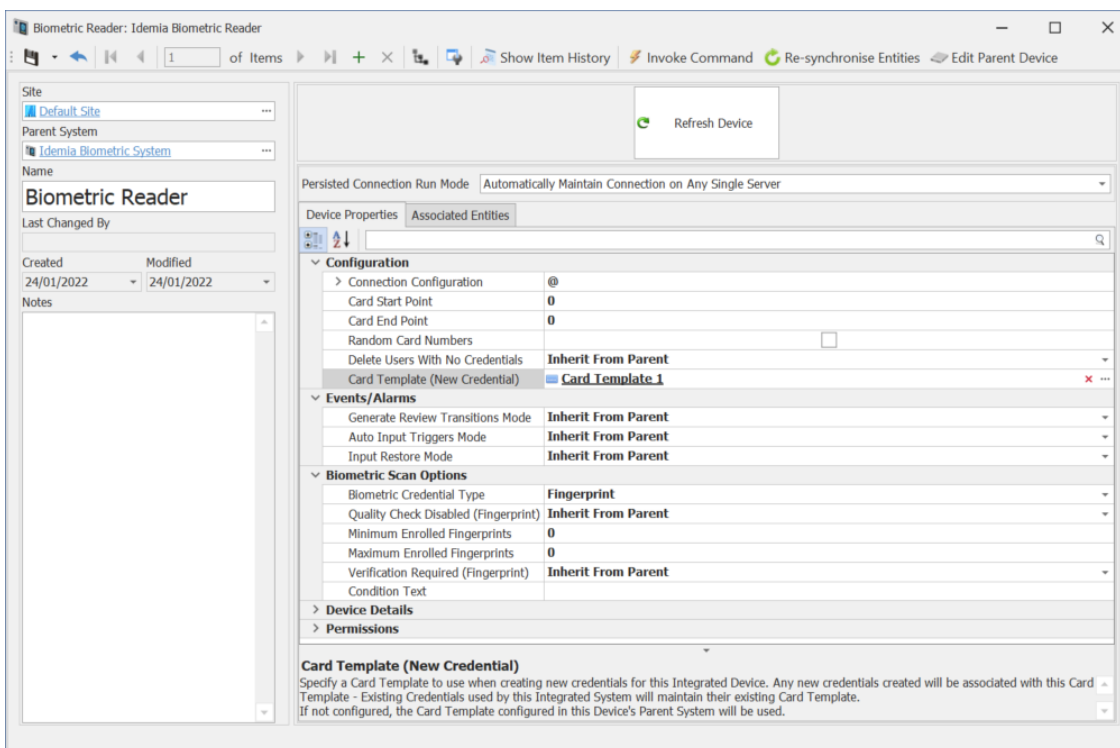 Biometric Reader: Idemia Biometric Reader
1 of Items Show Item History Invoke Command Re-synchronise Entities Edit Parent Device
Site
Default Site ...
Parent System
Idemia Biometric System ...
Name
Biometric Reader
Last Changed By
Created Modified
24/01/2022 24/01/2022
Notes
Refresh Device
Persisted Connection Run Mode Automatically Maintain Connection on Any Single Server
Device Properties Associated Entities
Configuration
Connection Configuration @
Card Start Point 0
Card End Point 0
Random Card Numbers
Delete Users With No Credentials Inherit From Parent
Card Template (New Credential) Card Template 1 ...
Events/Alarms
Generate Review Transitions Mode Inherit From Parent
Auto Input Triggers Mode Inherit From Parent
Input Restore Mode Inherit From Parent
Biometric Scan Options
Biometric Credential Type Fingerprint
Quality Check Disabled (Fingerprint) Inherit From Parent
Minimum Enrolled Fingerprints 0
Maximum Enrolled Fingerprints 0
Verification Required (Fingerprint) Inherit From Parent
Condition Text
Device Details
Permissions
Card Template (New Credential)
Specify a Card Template to use when creating new credentials for this Integrated Device. Any new credentials created will be associated with this Card
Template - Existing Credentials used by this Integrated System will maintain their existing Card Template.
If not configured, the Card Template configured in this Device's Parent System will be used.